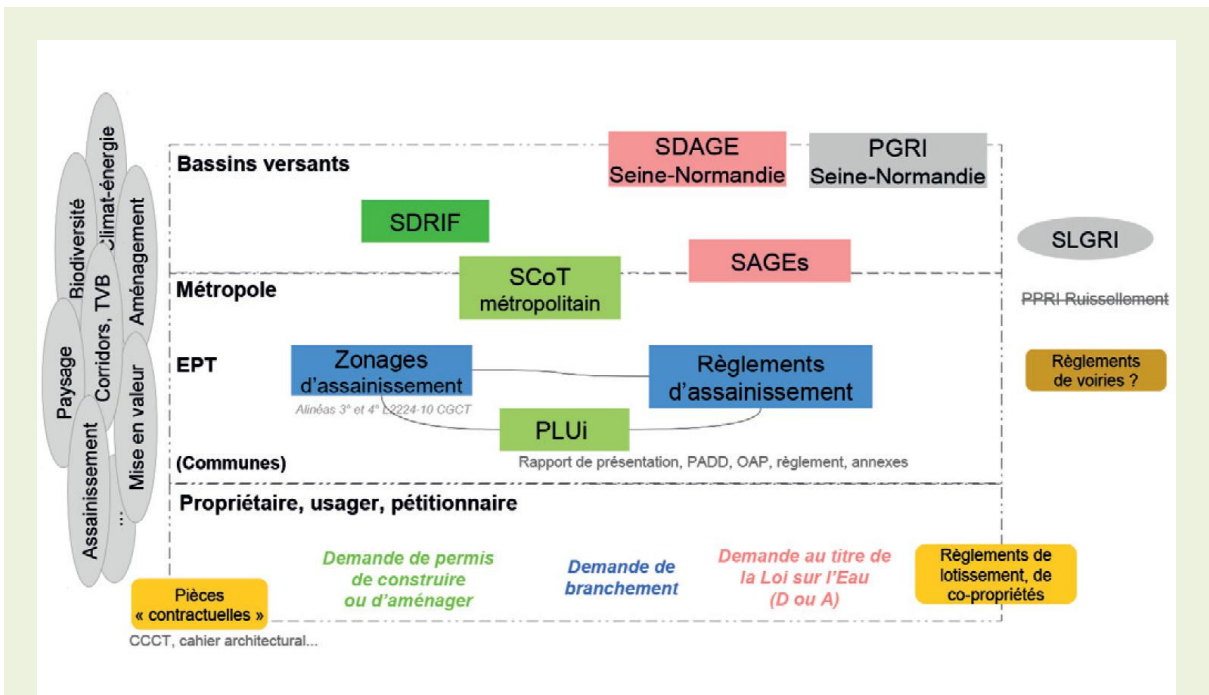 Biodiversité
Climat-énergie
Aménagement
Corridors, TVB
Paysage
Mise en valeur
Assainissement
...
Bassins versants
SDAGE
Seine-Normandie
PGRI
Seine-Normandie
SDRIF
SLGRI
SAGEs
SCoT
métropolitain
Métropole
PPRI Ruissellement
EPT
Zonages
d'assainissement
Alinéas 3° et 4° L2224-10 CGCT
Règlements
d'assainissement
Règlements
de voiries ?
PLUi
(Communes)
Rapport de présentation, PADD, OAP, règlement, annexes
Propriétaire, usager, pétitionnaire
Demande de permis
de construire
ou d'aménager
Demande de
branchement
Demande au titre de
la Loi sur l'Eau
(D ou A)
Règlements de
lotissement, de
co-propriétés
Pièces
« contractuelles »
CCCT, cahier architectural...